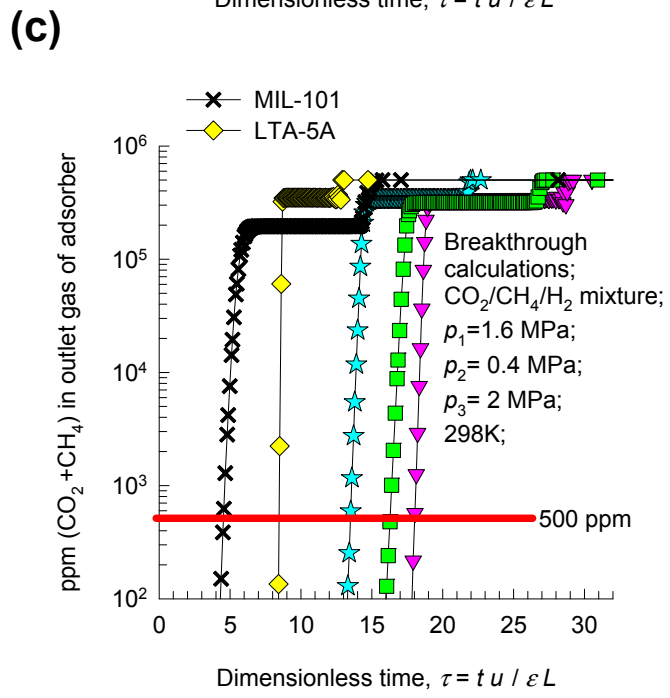 Dimensionless time, τ = t u / ε L
(c)
MIL-101
LTA-5A
10⁶
10⁵
10⁴
10³
10²
ppm (CO₂ +CH₄) in outlet gas of adsorber
Breakthrough
calculations;
CO₂/CH₄/H₂ mixture;
p₁=1.6 MPa;
p₂= 0.4 MPa;
p₃= 2 MPa;
298K;
500 ppm
0 5 10 15 20 25 30
Dimensionless time, τ = t u / ε L